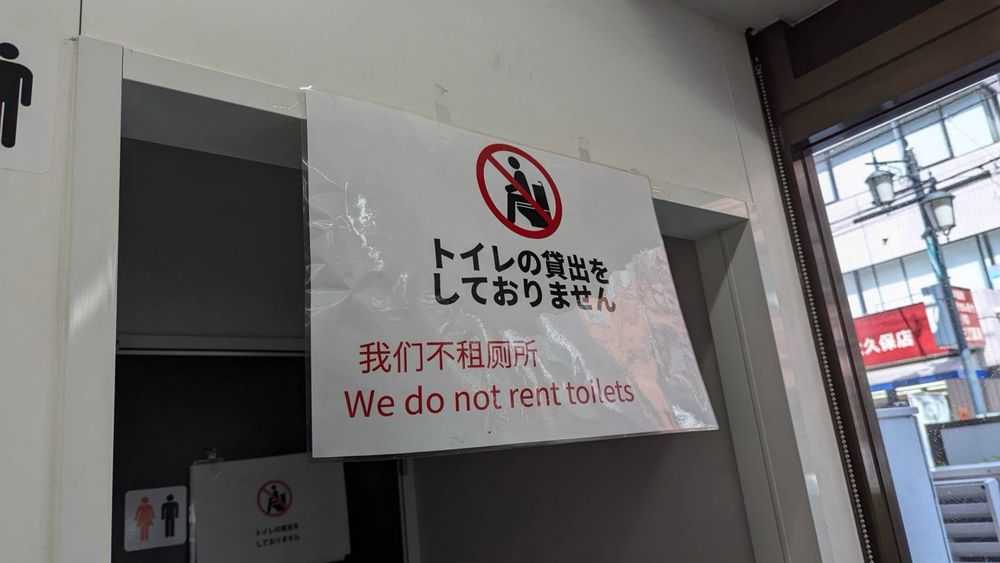 トイレの貸出を
しておりません
我们不租厕所
We do not rent toilets
トイレの貸出を
しておりません
久保店